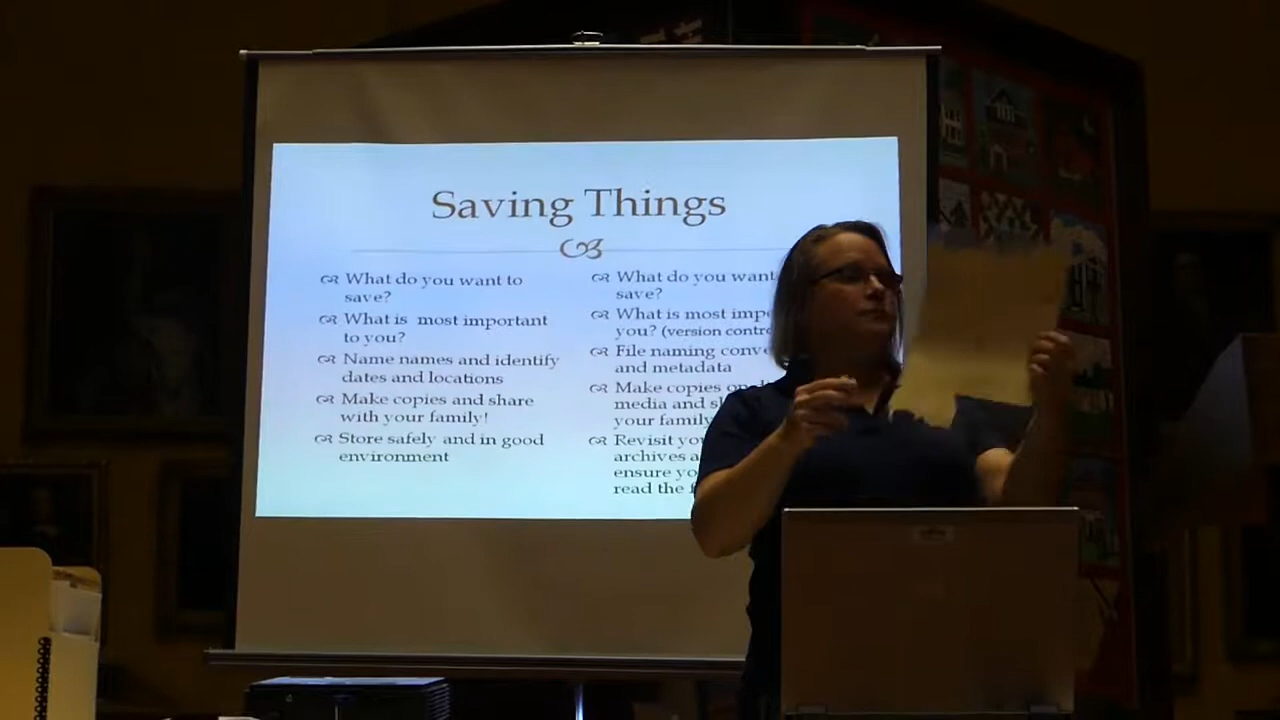 Saving Things
What do you want to
save?
What is most important
to you?
Name names and identify
dates and locations
Make copies and share
with your family!
Store safely and in good
environment
What do you want
save?
What is most
you? (version
File naming
and metadata
Make copies
media and
your family
Revisit
archives
ensure
read the